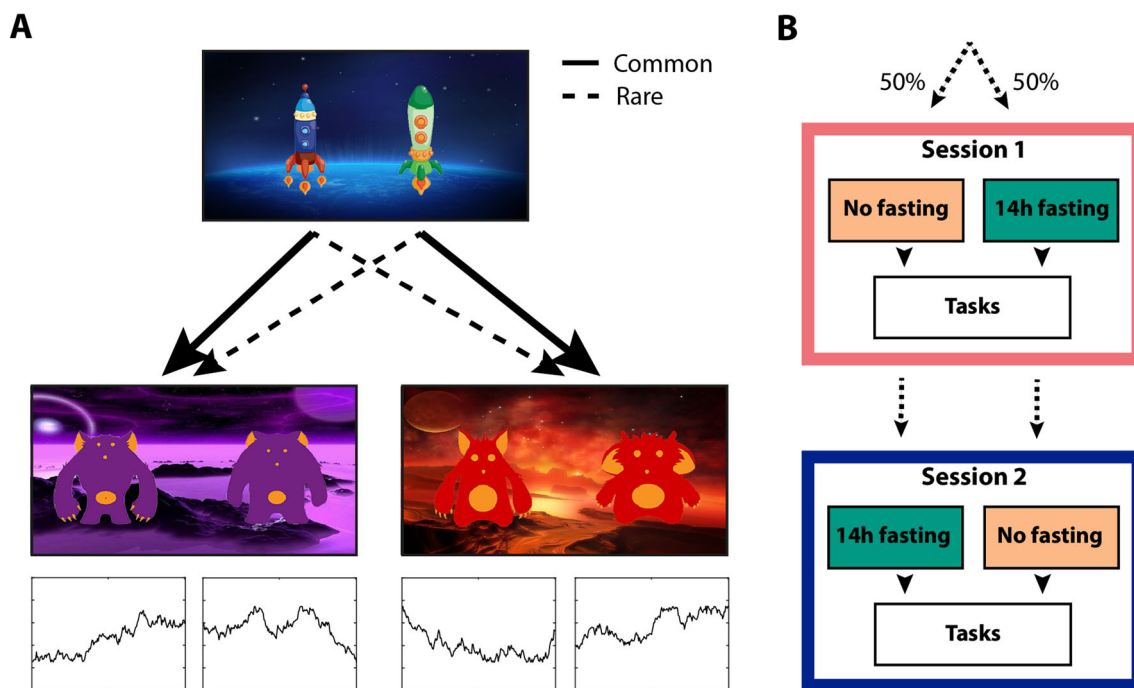 A
Common
Rare
B
50% 50%
Session 1
No fasting 14h fasting
Tasks
Session 2
14h fasting No fasting
Tasks